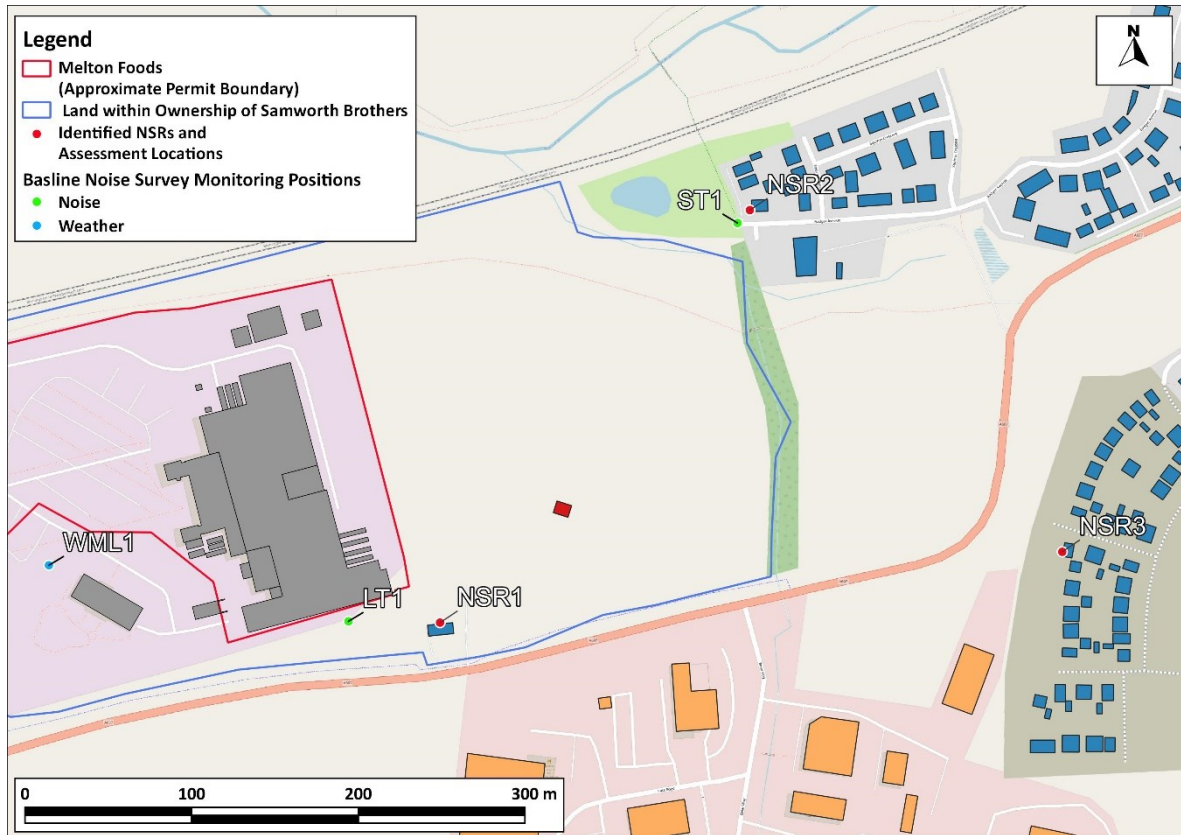 Legend
Melton Foods
(Approximate Permit Boundary)
Land within Ownership of Samworth Brothers
Identified NSRs and
Assessment Locations
Basline Noise Survey Monitoring Positions
Noise
Weather
N
ST1
NSR2
WML1
LT1
NSR1
NSR3
0 100 200 300 m